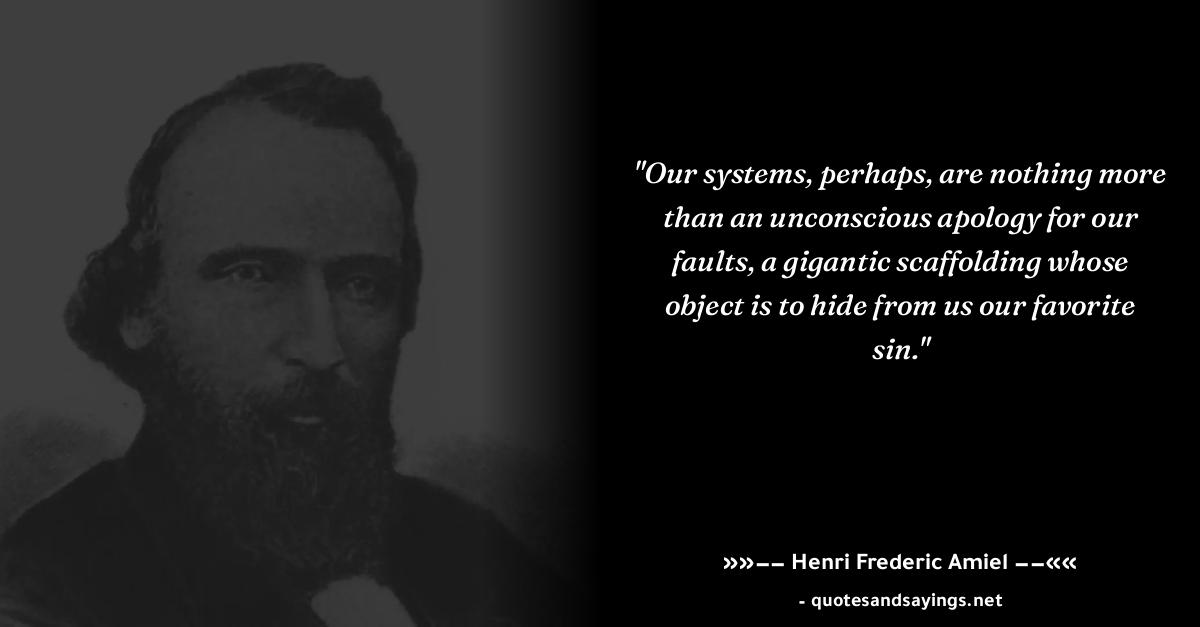 "Our systems, perhaps, are nothing more
than an unconscious apology for our
faults, a gigantic scaffolding whose
object is to hide from us our favorite
sin."
»»−− Henri Frederic Amiel −−««
- quotesandsayings.net